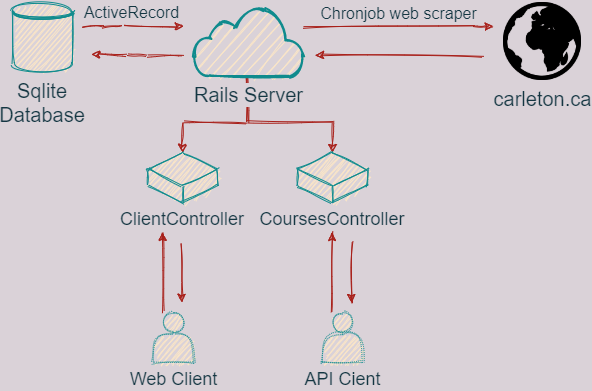 ActiveRecord
Chronjob web scraper
Sqlite
Database
Rails Server
carleton.ca
ClientController
CoursesController
Web Client
API Cient